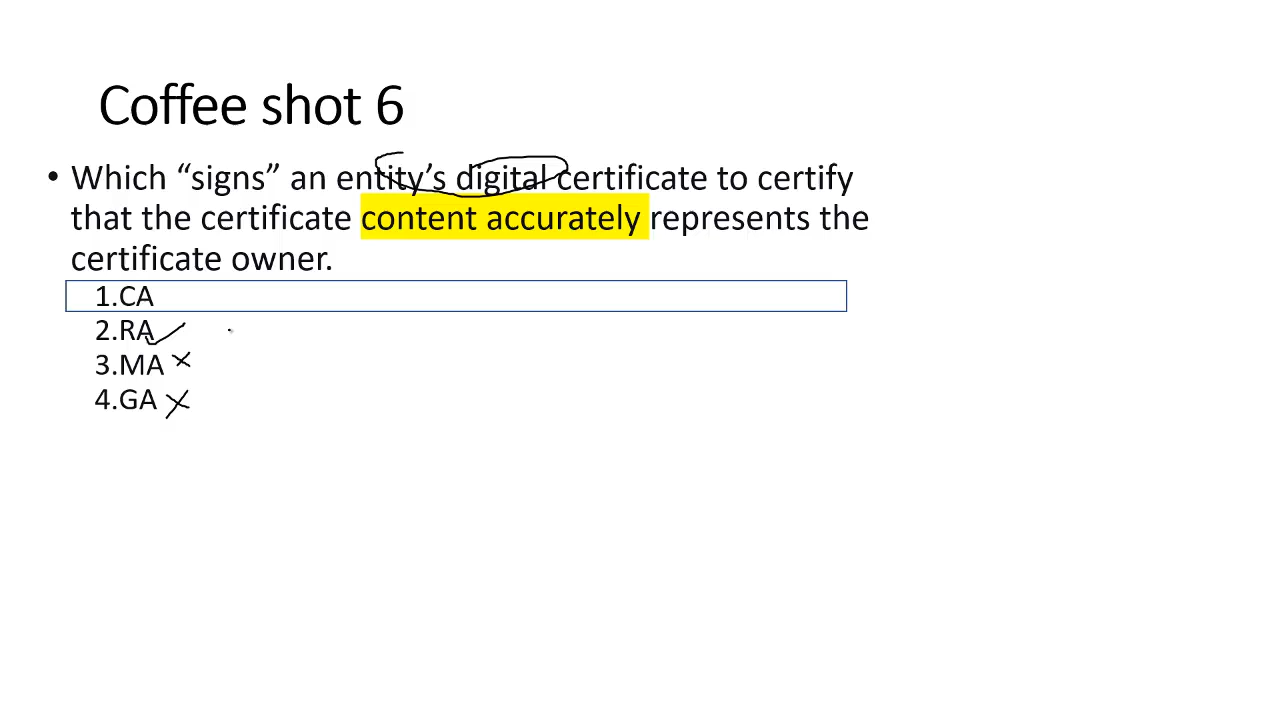 Coffee shot 6
• Which “signs” an entity’s digital certificate to certify
that the certificate content accurately represents the
certificate owner.
1.CA
2.RA
3.MA
4.GA